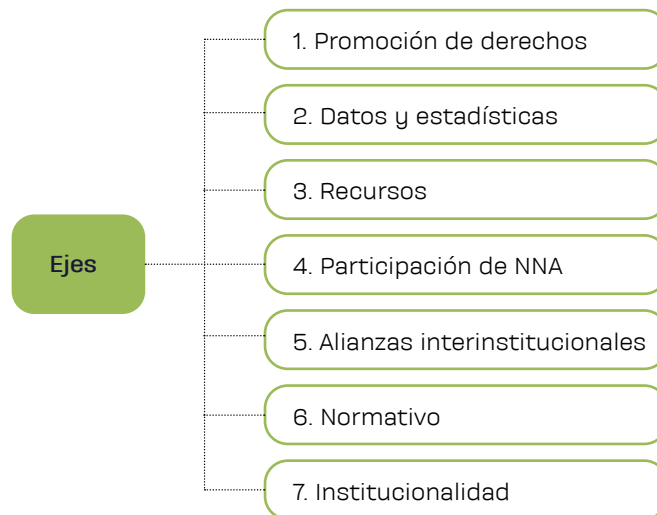 Ejes
1. Promoción de derechos
2. Datos y estadísticas
3. Recursos
4. Participación de NNA
5. Alianzas interinstitucionales
6. Normativo
7. Institucionalidad